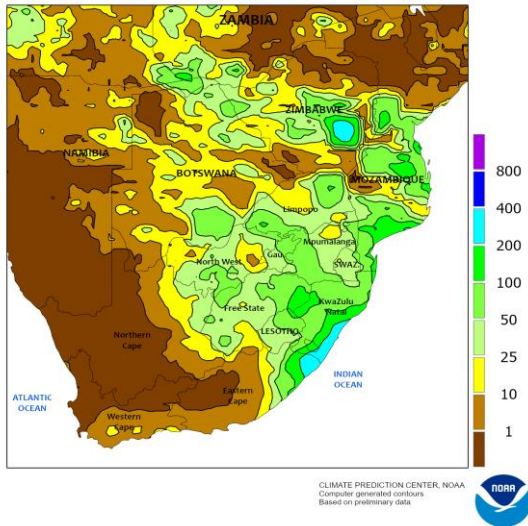 ZAMBIA
ZIMBABWE
NAMIBIA
BOTSWANA
MOZAMBIQUE
Limpopo
Mpumalanga
North West
Gau
SWAZ.
KwaZulu
Natal
Free State
LESOTHO
Northern
Cape
Eastern
Cape
Western
Cape
ATLANTIC
OCEAN
INDIAN
OCEAN
800
400
200
100
50
25
10
1
CLIMATE PREDICTION CENTER, NOAA
Computer generated contours
Based on preliminary data
NOAA